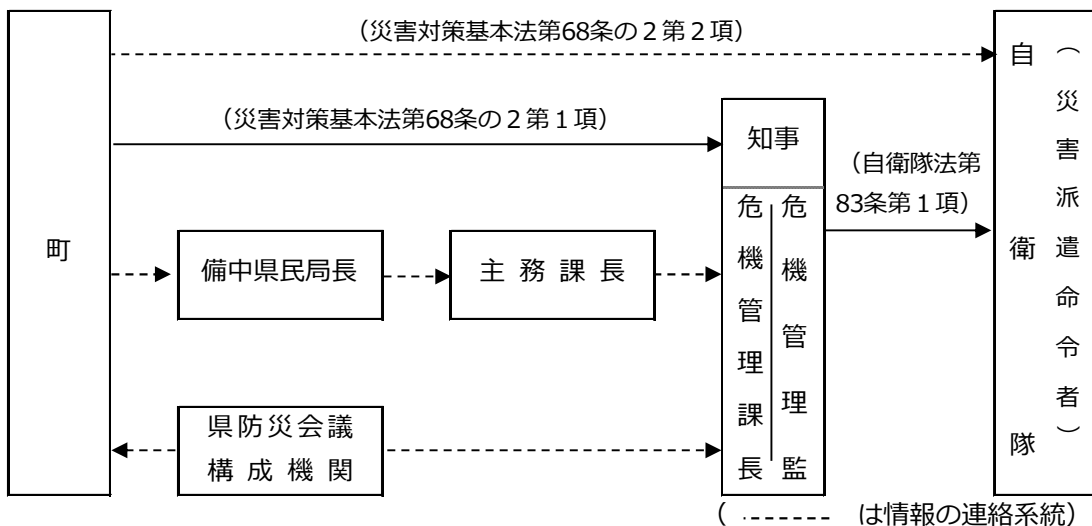 （災害対策基本法第68条の２第２項）
（災害対策基本法第68条の２第１項）
町
知事
（自衛隊法第
83条第１項）
備中県民局長
主務課長
危機管理課長
危機管理監
県防災会議
構成機関
自衛隊
（災害派遣命令者）
（ は情報の連絡系統）